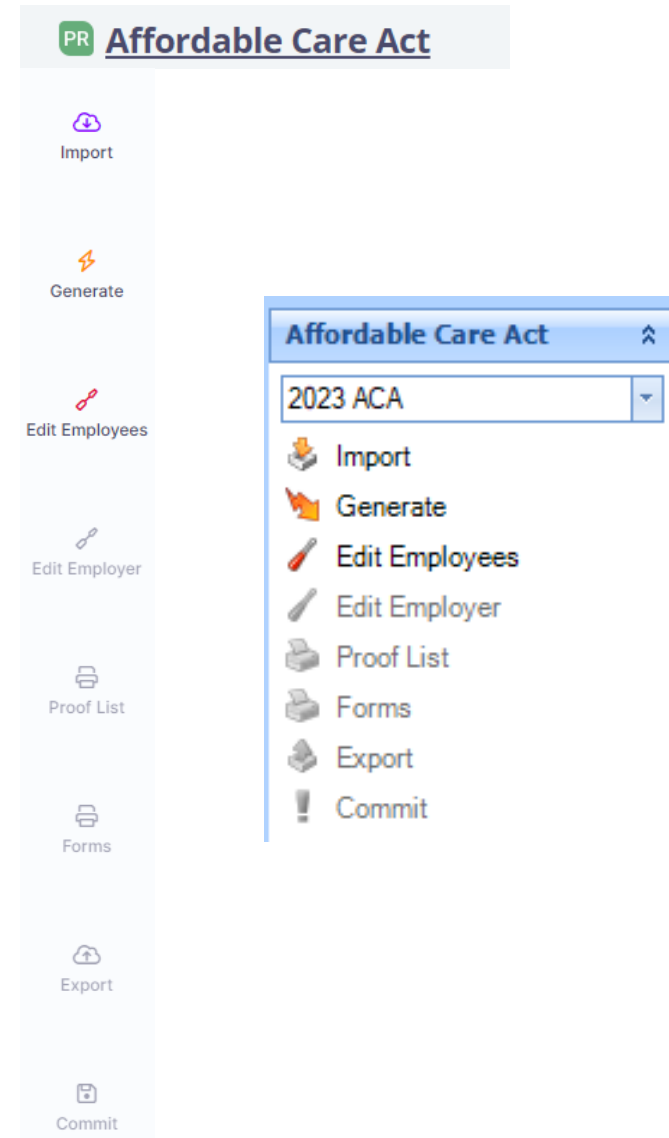 PR Affordable Care Act
Import
Generate
Edit Employees
Edit Employer
Proof List
Forms
Export
Commit
Affordable Care Act
2023 ACA
Import
Generate
Edit Employees
Edit Employer
Proof List
Forms
Export
Commit